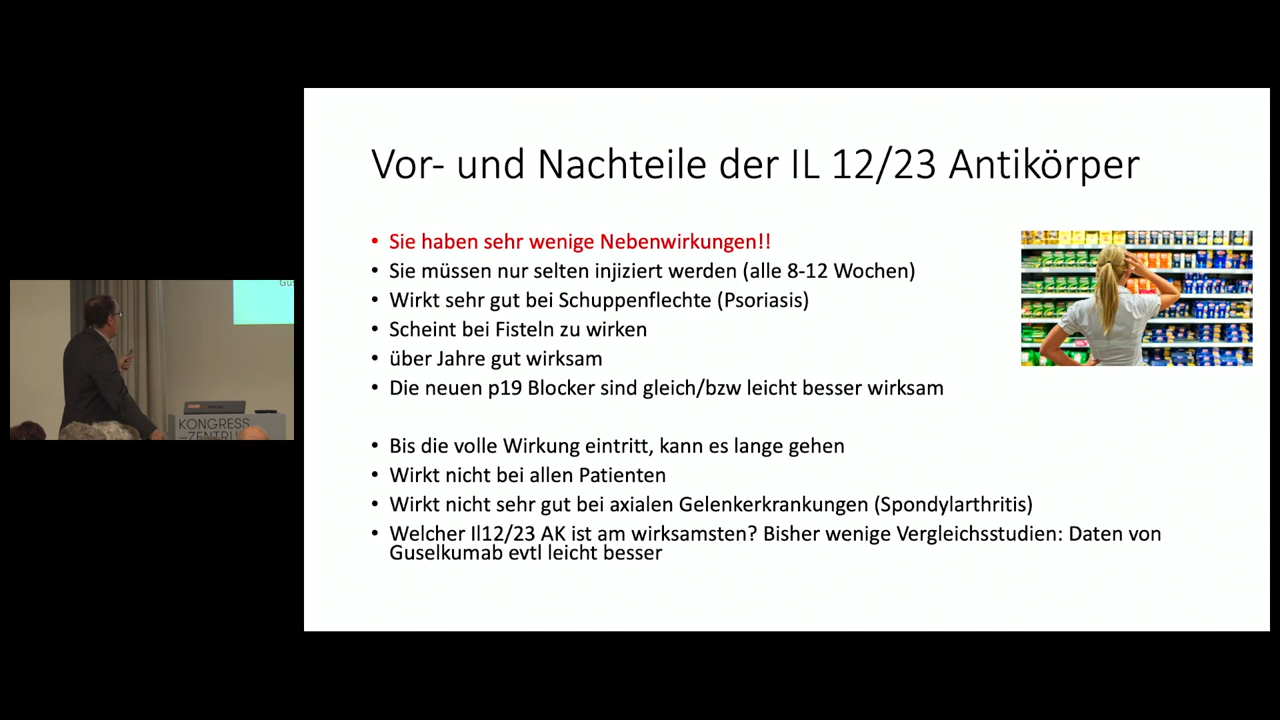 Vor- und Nachteile der IL 12/23 Antikörper
• Sie haben sehr wenige Nebenwirkungen!!
• Sie müssen nur selten injiziert werden (alle 8-12 Wochen)
• Wirkt sehr gut bei Schuppenflechte (Psoriasis)
• Scheint bei Fisteln zu wirken
• über Jahre gut wirksam
• Die neuen p19 Blocker sind gleich/bzw leicht besser wirksam
• Bis die volle Wirkung eintritt, kann es lange gehen
• Wirkt nicht bei allen Patienten
• Wirkt nicht sehr gut bei axialen Gelenkerkrankungen (Spondylarthritis)
• Welcher Il12/23 AK ist am wirksamsten? Bisher wenige Vergleichsstudien: Daten von
Guselkumab evtl leicht besser
KONGRESS